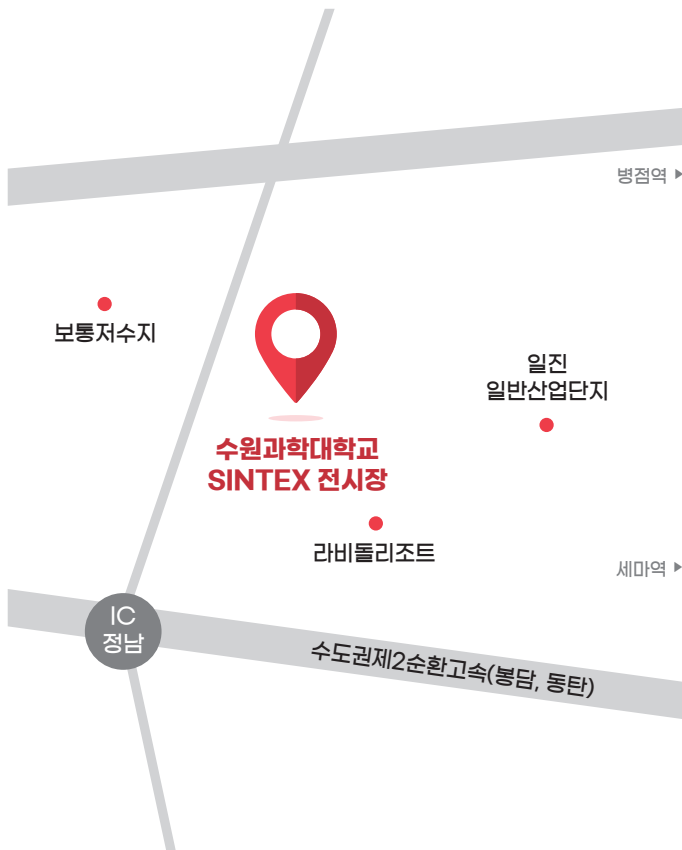 병점역
보통저수지
일진
일반산업단지
수원과학대학교
SINTEX 전시장
라비돌리조트
세마역
IC
정남
수도권제2순환고속(봉담, 동탄)